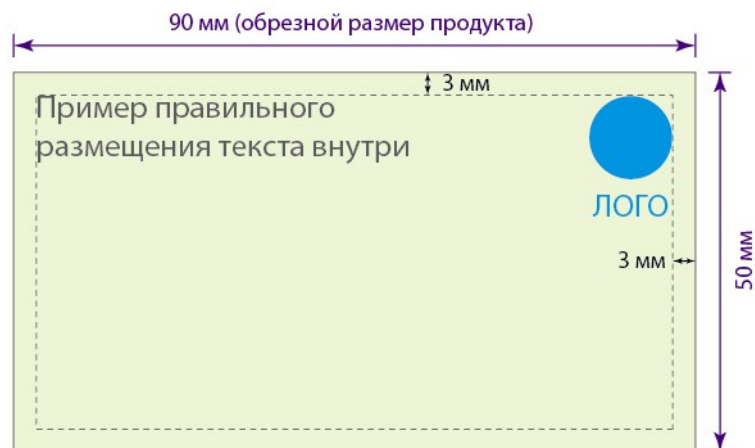 90 мм (обрезной размер продукта)
3 мм
Пример правильного
размещения текста внутри
ЛОГО
3 мм
50 мм